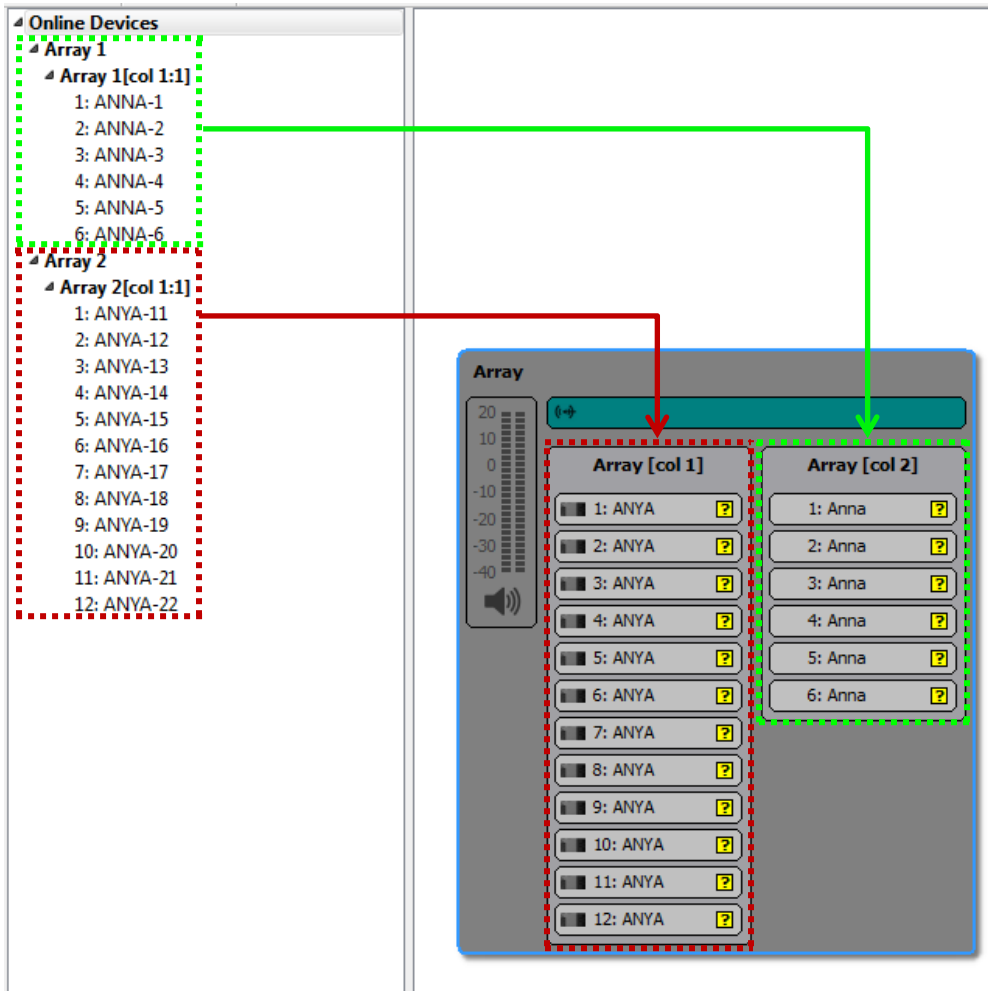 Online Devices
Array 1
Array 1[col 1:1]
1: ANNA-1
2: ANNA-2
3: ANNA-3
4: ANNA-4
5: ANNA-5
6: ANNA-6
Array 2
Array 2[col 1:1]
1: ANYA-11
2: ANYA-12
3: ANYA-13
4: ANYA-14
5: ANYA-15
6: ANYA-16
7: ANYA-17
8: ANYA-18
9: ANYA-19
10: ANYA-20
11: ANYA-21
12: ANYA-22
Array
20
10
0
-10
-20
-30
-40
Array [col 1]
1: ANYA ?
2: ANYA ?
3: ANYA ?
4: ANYA ?
5: ANYA ?
6: ANYA ?
7: ANYA ?
8: ANYA ?
9: ANYA ?
10: ANYA ?
11: ANYA ?
12: ANYA ?
Array [col 2]
1: Anna ?
2: Anna ?
3: Anna ?
4: Anna ?
5: Anna ?
6: Anna ?